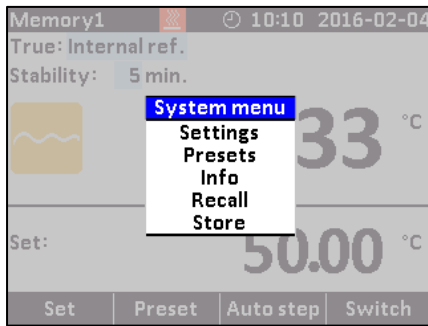 Memory1 10:10 2016-02-04
True: Internal ref.
Stability: 5 min.
System menu
Settings
Presets
Info
Recall
Store
33 °C
Set: 50.00 °C
Set Preset Auto step Switch